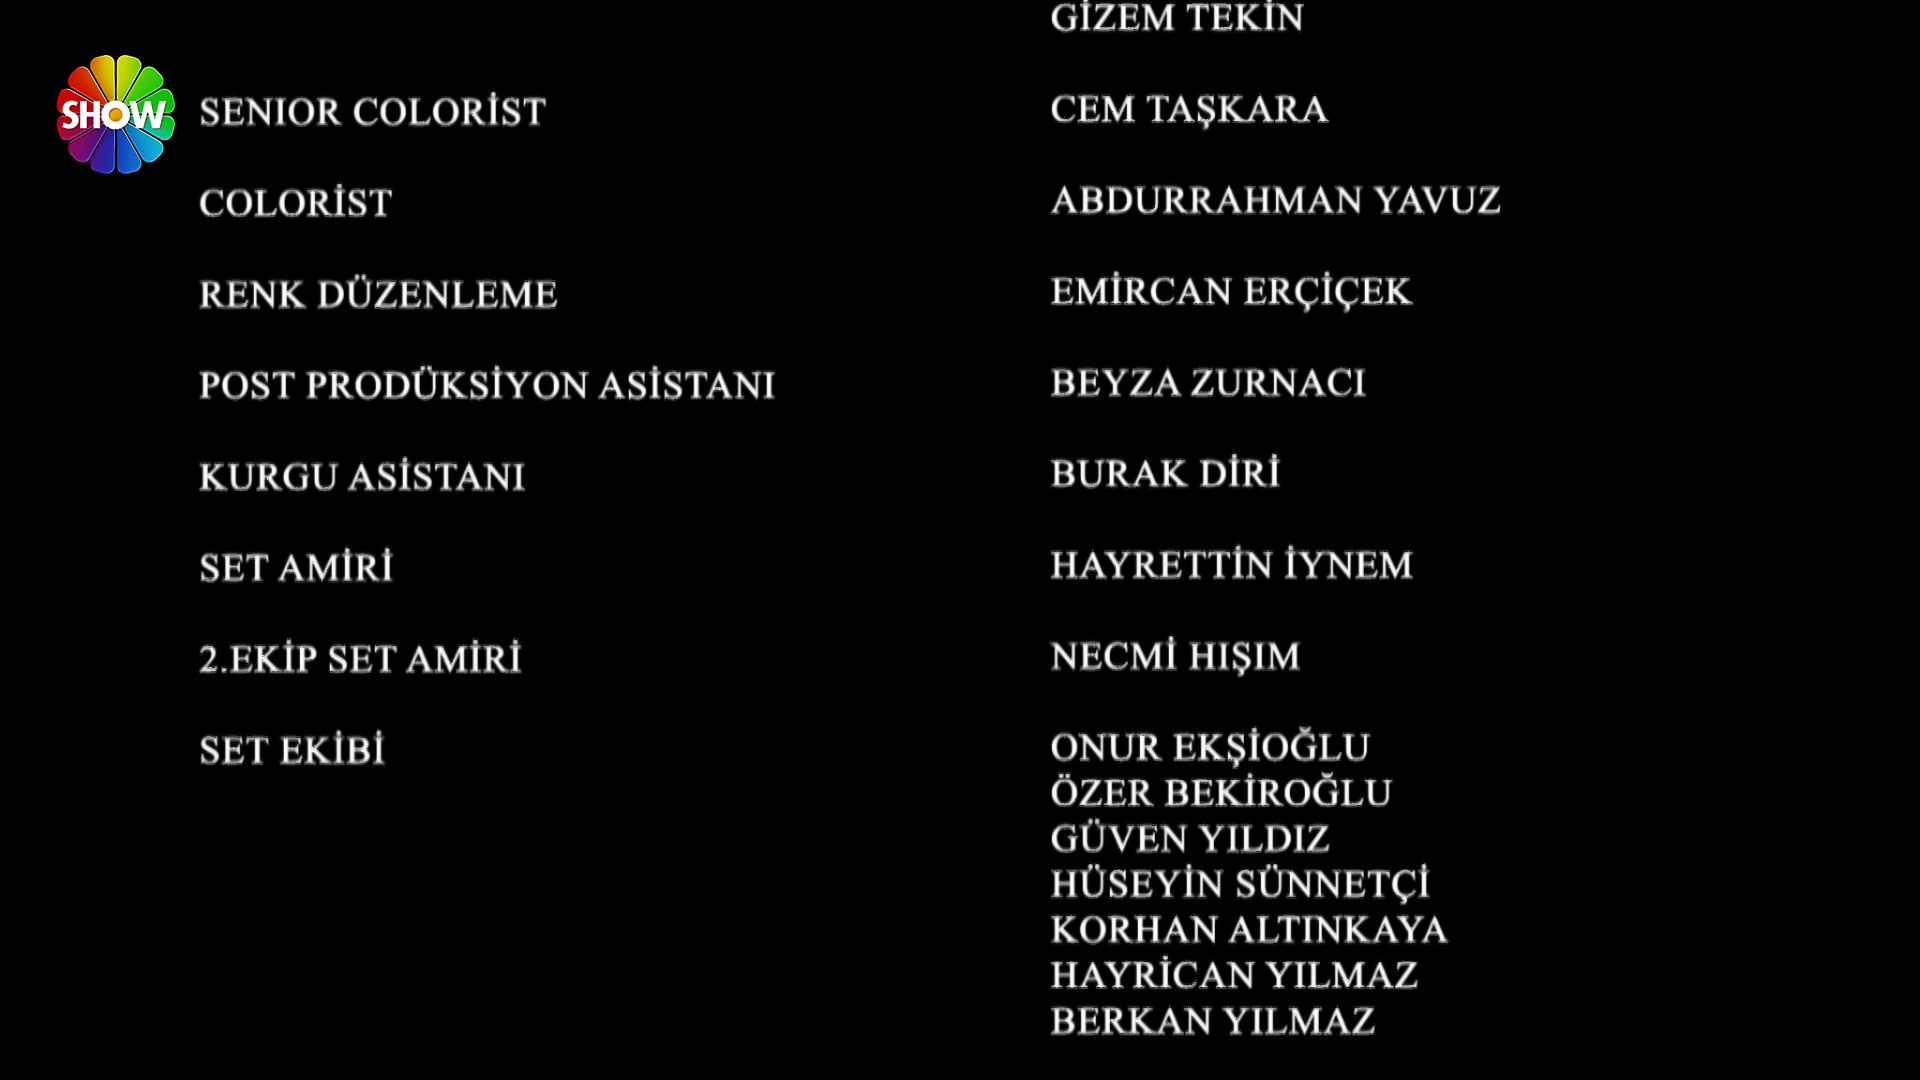 GİZEM TEKİN
SHOW
SENIOR COLORİST CEM TAŞKARA
COLORİST ABDURRAHMAN YAVUZ
RENK DÜZENLEME EMİRCAN ERÇİÇEK
POST PRODÜKSİYON ASİSTANI BEYZA ZURNACI
KURGU ASİSTANI BURAK DİRİ
SET AMİRİ HAYRETTİN İYNEM
2.EKİP SET AMİRİ NECMİ HIŞIM
SET EKİBİ ONUR EKŞİOĞLU
ÖZER BEKİROĞLU
GÜVEN YILDIZ
HÜSEYİN SÜNNETÇİ
KORHAN ALTINKAYA
HAYRİCAN YILMAZ
BERKAN YILMAZ